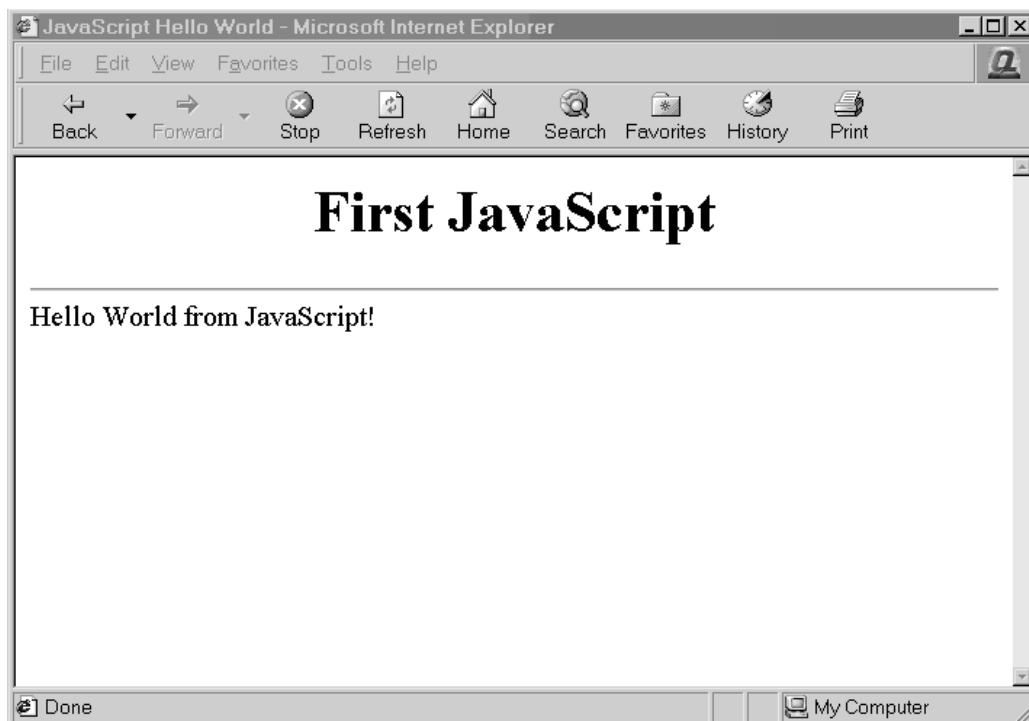 JavaScript Hello World - Microsoft Internet Explorer
File Edit View Favorites Tools Help
Back Forward Stop Refresh Home Search Favorites History Print
First JavaScript
Hello World from JavaScript!
Done My Computer